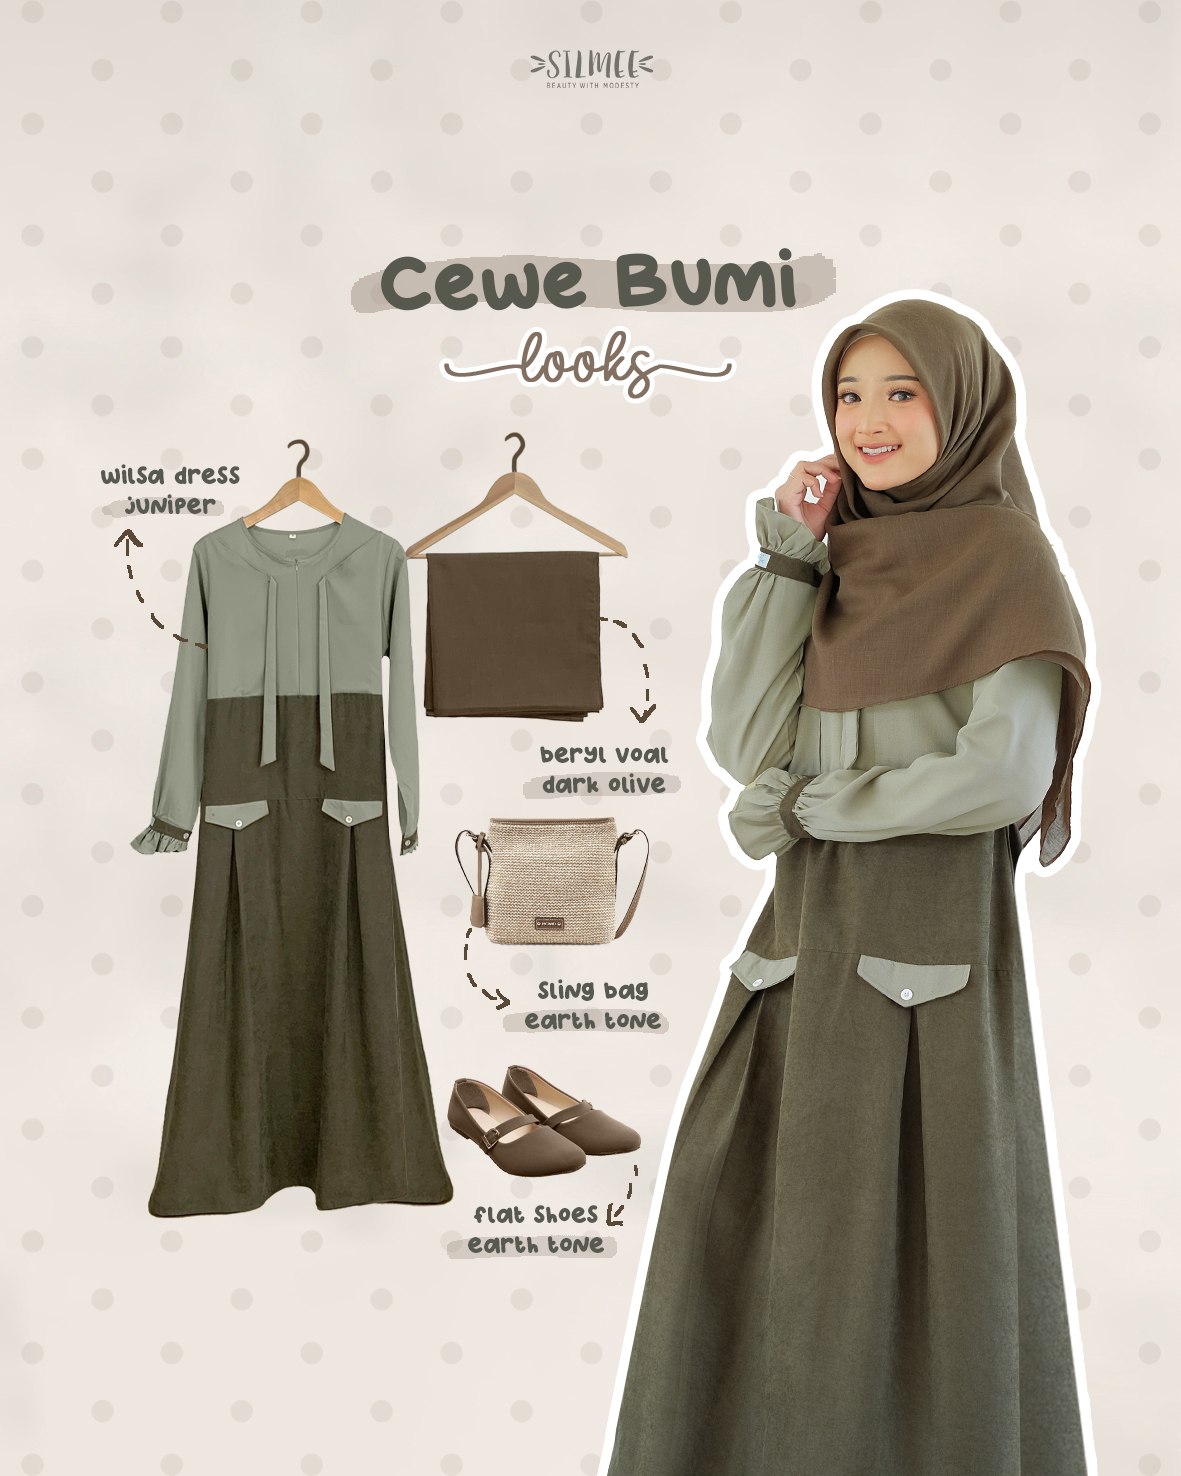 SILMEE
BEAUTY WITH MODESTY
Cewe Bumi
looks
wilsa dress
juniper
beryl voal
dark olive
Sling bag
earth tone
flat shoes
earth tone